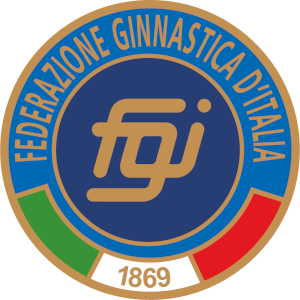 FEDERAZIONE GINNASTICA D'ITALIA
fgi
1869